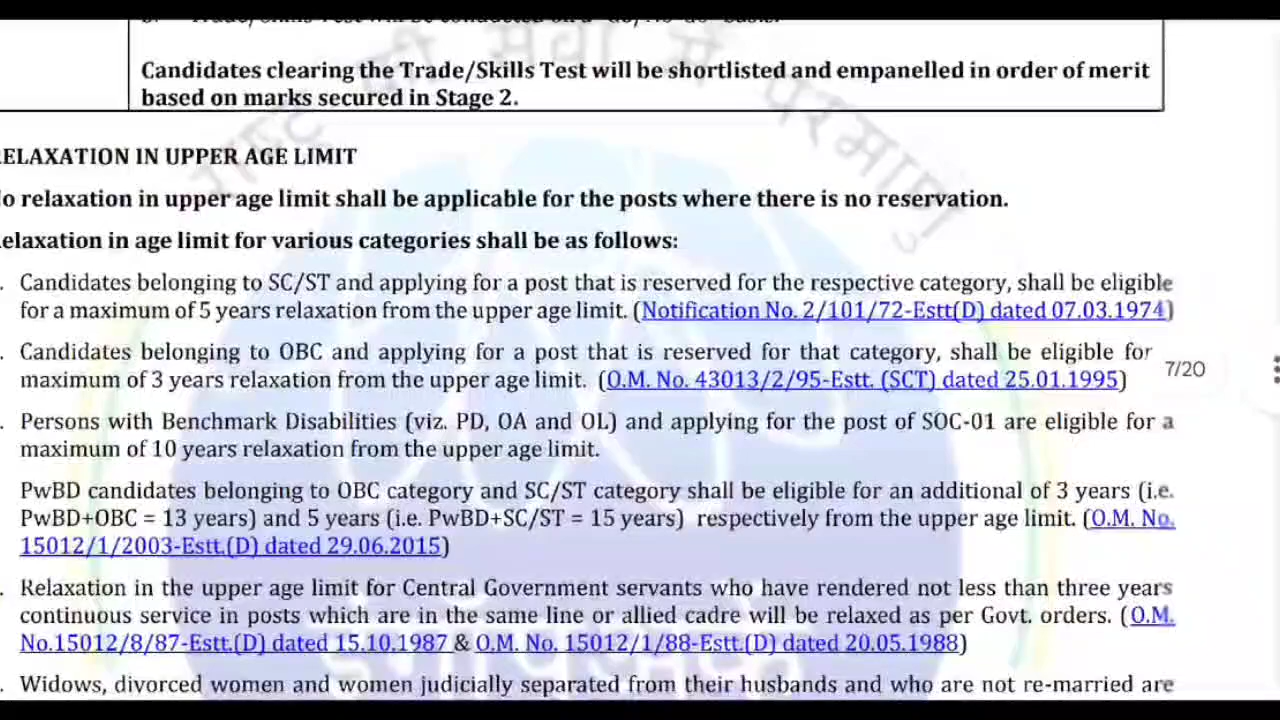 Candidates clearing the Trade/Skills Test will be shortlisted and empanelled in order of merit
based on marks secured in Stage 2.
राष्ट्र की सेवा में परमाणु
RELAXATION IN UPPER AGE LIMIT
No relaxation in upper age limit shall be applicable for the posts where there is no reservation.
Relaxation in age limit for various categories shall be as follows:
Candidates belonging to SC/ST and applying for a post that is reserved for the respective category, shall be eligible
for a maximum of 5 years relaxation from the upper age limit. (Notification No. 2/101/72-Estt(D) dated 07.03.1974)
Candidates belonging to OBC and applying for a post that is reserved for that category, shall be eligible for
maximum of 3 years relaxation from the upper age limit. (O.M. No. 43013/2/95-Estt. (SCT) dated 25.01.1995)
7/20
Persons with Benchmark Disabilities (viz. PD, OA and OL) and applying for the post of SOC-01 are eligible for a
maximum of 10 years relaxation from the upper age limit.
PwBD candidates belonging to OBC category and SC/ST category shall be eligible for an additional of 3 years (i.e.
PwBD+OBC = 13 years) and 5 years (i.e. PwBD+SC/ST = 15 years) respectively from the upper age limit. (O.M. No.
15012/1/2003-Estt.(D) dated 29.06.2015)
Relaxation in the upper age limit for Central Government servants who have rendered not less than three years
continuous service in posts which are in the same line or allied cadre will be relaxed as per Govt. orders. (O.M.
No.15012/8/87-Estt.(D) dated 15.10.1987 & O.M. No. 15012/1/88-Estt.(D) dated 20.05.1988)
Widows, divorced women and women judicially separated from their husbands and who are not re-married are